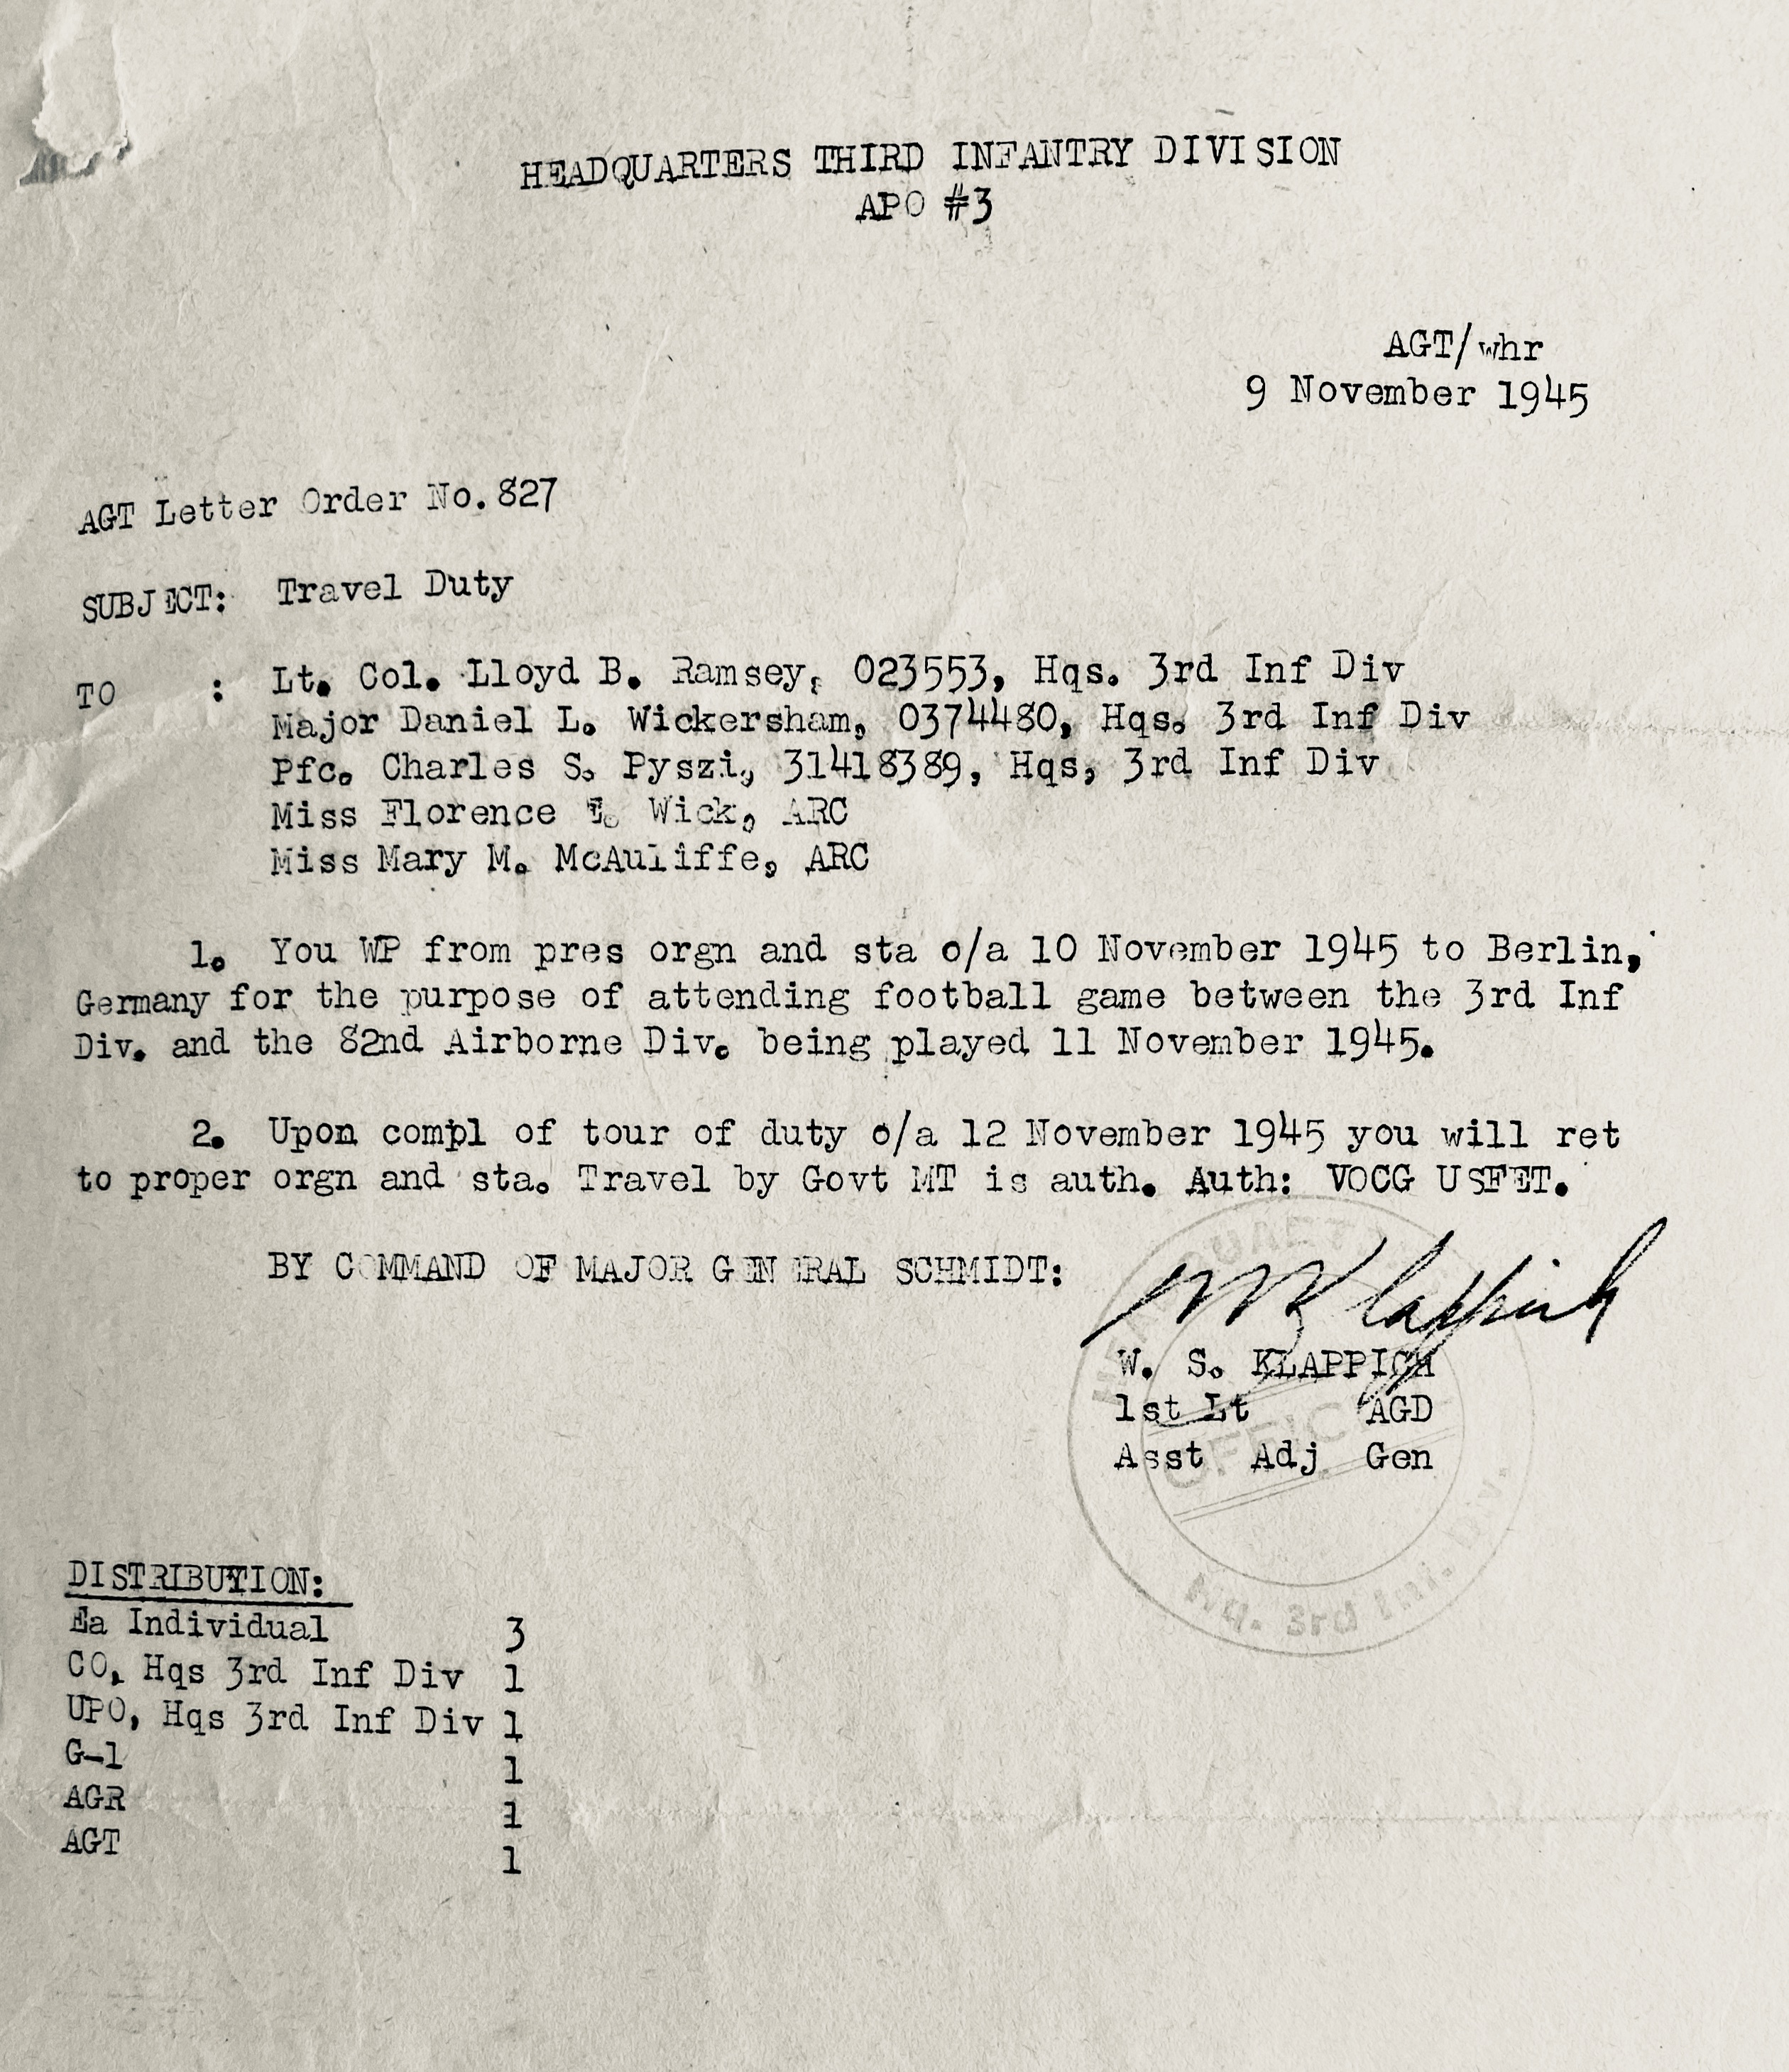 HEADQUARTERS THIRD INFANTRY DIVISION
APO #3
AGT/whr
9 November 1945
AGT Letter Order No. 827
SUBJECT: Travel Duty
TO : Lt. Col. Lloyd B. Ramsey, 023553, Hqs. 3rd Inf Div
Major Daniel L. Wickersham, 0374480, Hqs. 3rd Inf Div
Pfc. Charles S. Pyszi, 31418389, Hqs, 3rd Inf Div
Miss Florence E. Wick, ARC
Miss Mary M. McAuliffe, ARC
1. You WP from pres orgn and sta o/a 10 November 1945 to Berlin,
Germany for the purpose of attending football game between the 3rd Inf
Div. and the 82nd Airborne Div. being played 11 November 1945.
2. Upon compl of tour of duty o/a 12 November 1945 you will ret
to proper orgn and sta. Travel by Govt MT is auth. Auth: VOCG USFET.
BY COMMAND OF MAJOR GENERAL SCHMIDT:
W S Klappich
W. S. KLAPPICH
1st Lt AGD
Asst Adj Gen
Hq. 3rd Inf. Div.
DISTRIBUTION:
Ea Individual 3
CO, Hqs 3rd Inf Div 1
UPO, Hqs 3rd Inf Div 1
G-1 1
AGR 1
AGT 1